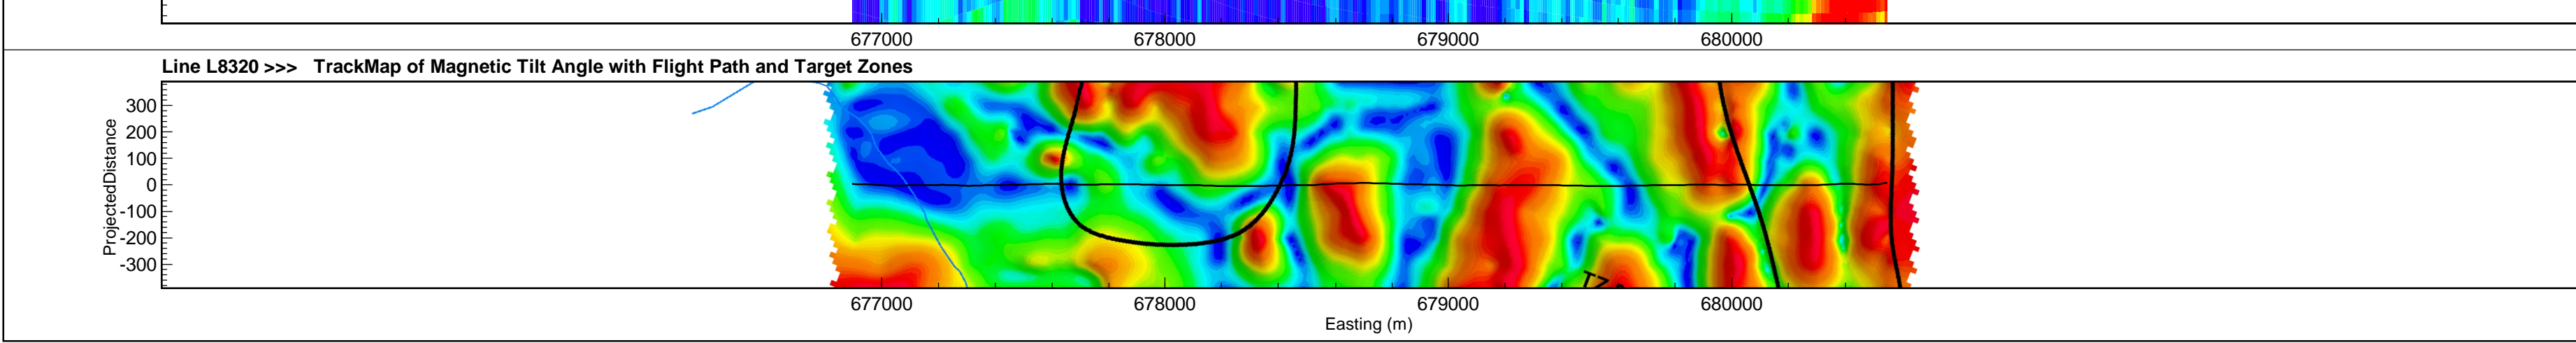 677000 678000 679000 680000
Line L8320 >>> TrackMap of Magnetic Tilt Angle with Flight Path and Target Zones
ProjectedDistance
300
200
100
0
-100
-200
-300
677000 678000 679000 680000
Easting (m)